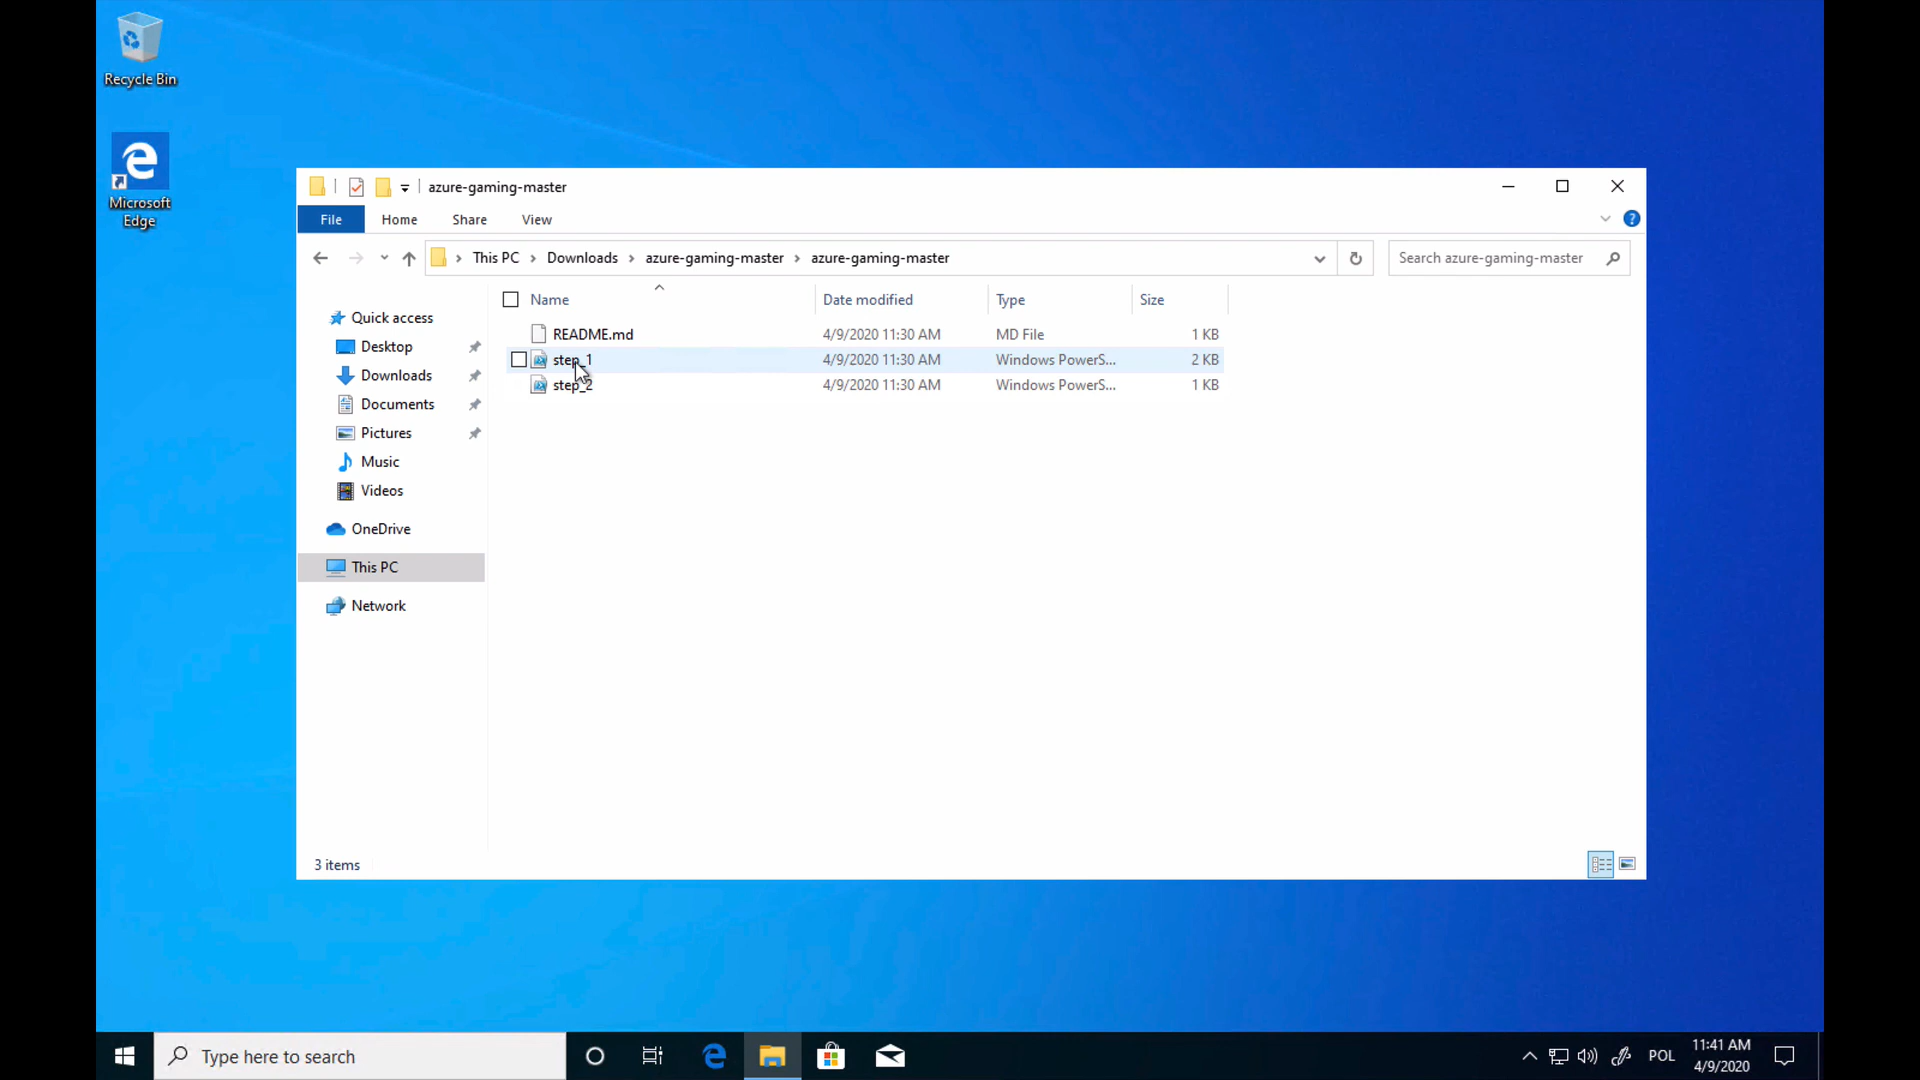 Recycle Bin
Microsoft
Edge
azure-gaming-master
File Home Share View
This PC Downloads azure-gaming-master azure-gaming-master
Search azure-gaming-master
Name Date modified Type Size
README.md 4/9/2020 11:30 AM MD File 1 KB
step_1 4/9/2020 11:30 AM Windows PowerS... 2 KB
step_2 4/9/2020 11:30 AM Windows PowerS... 1 KB
Quick access
Desktop
Downloads
Documents
Pictures
Music
Videos
OneDrive
This PC
Network
3 items
Type here to search
POL
11:41 AM
4/9/2020